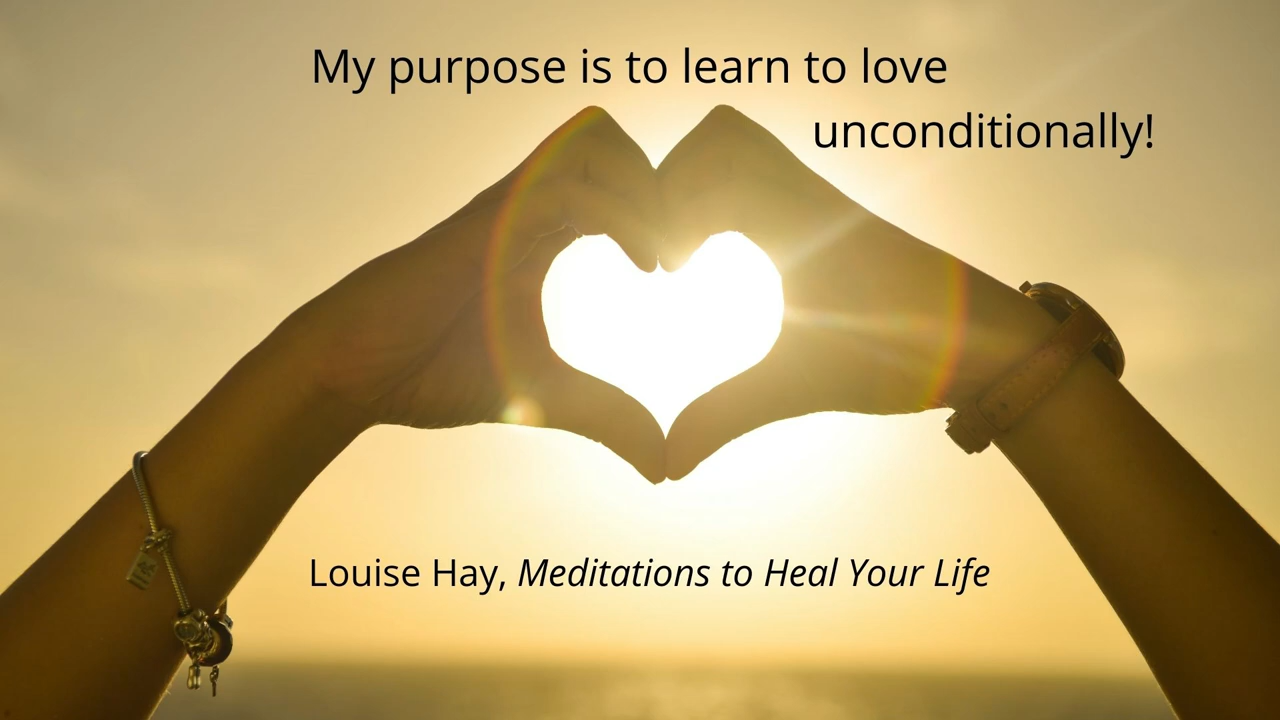 My purpose is to learn to love
unconditionally!
Louise Hay, Meditations to Heal Your Life